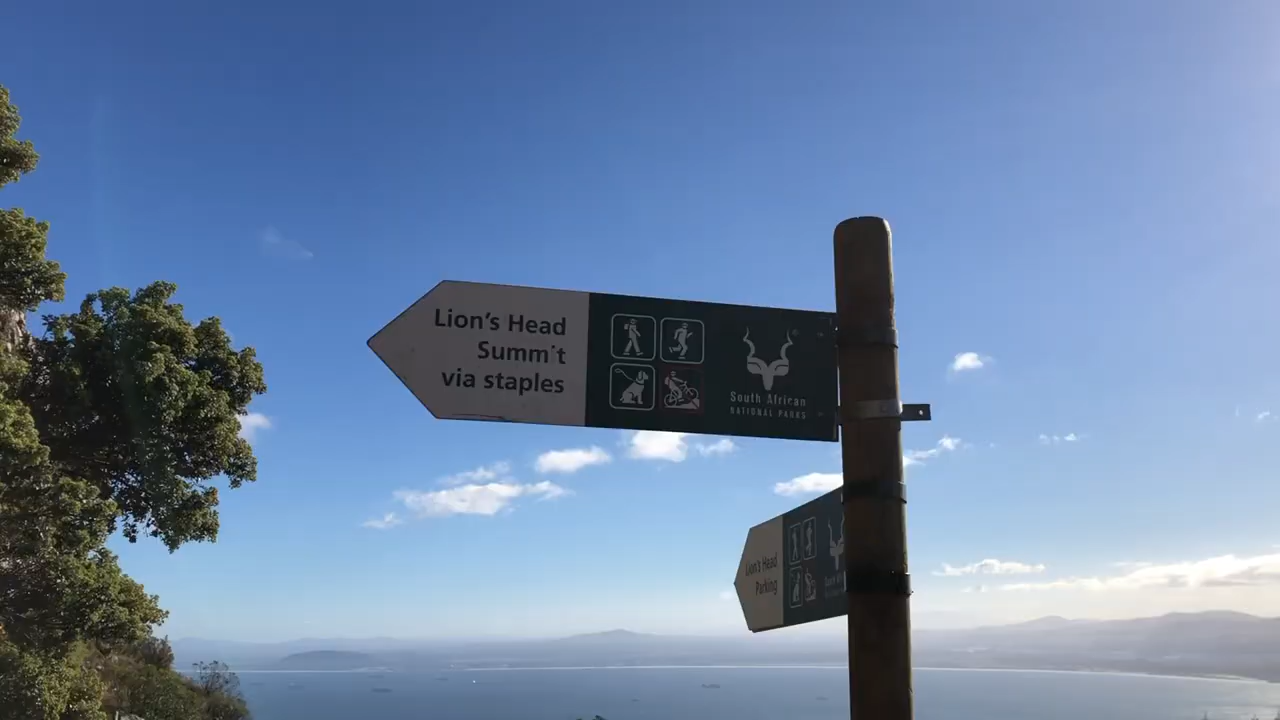 Lion's Head
Summ't
via staples
South African
NATIONAL PARKS
Lion's Head
Parking